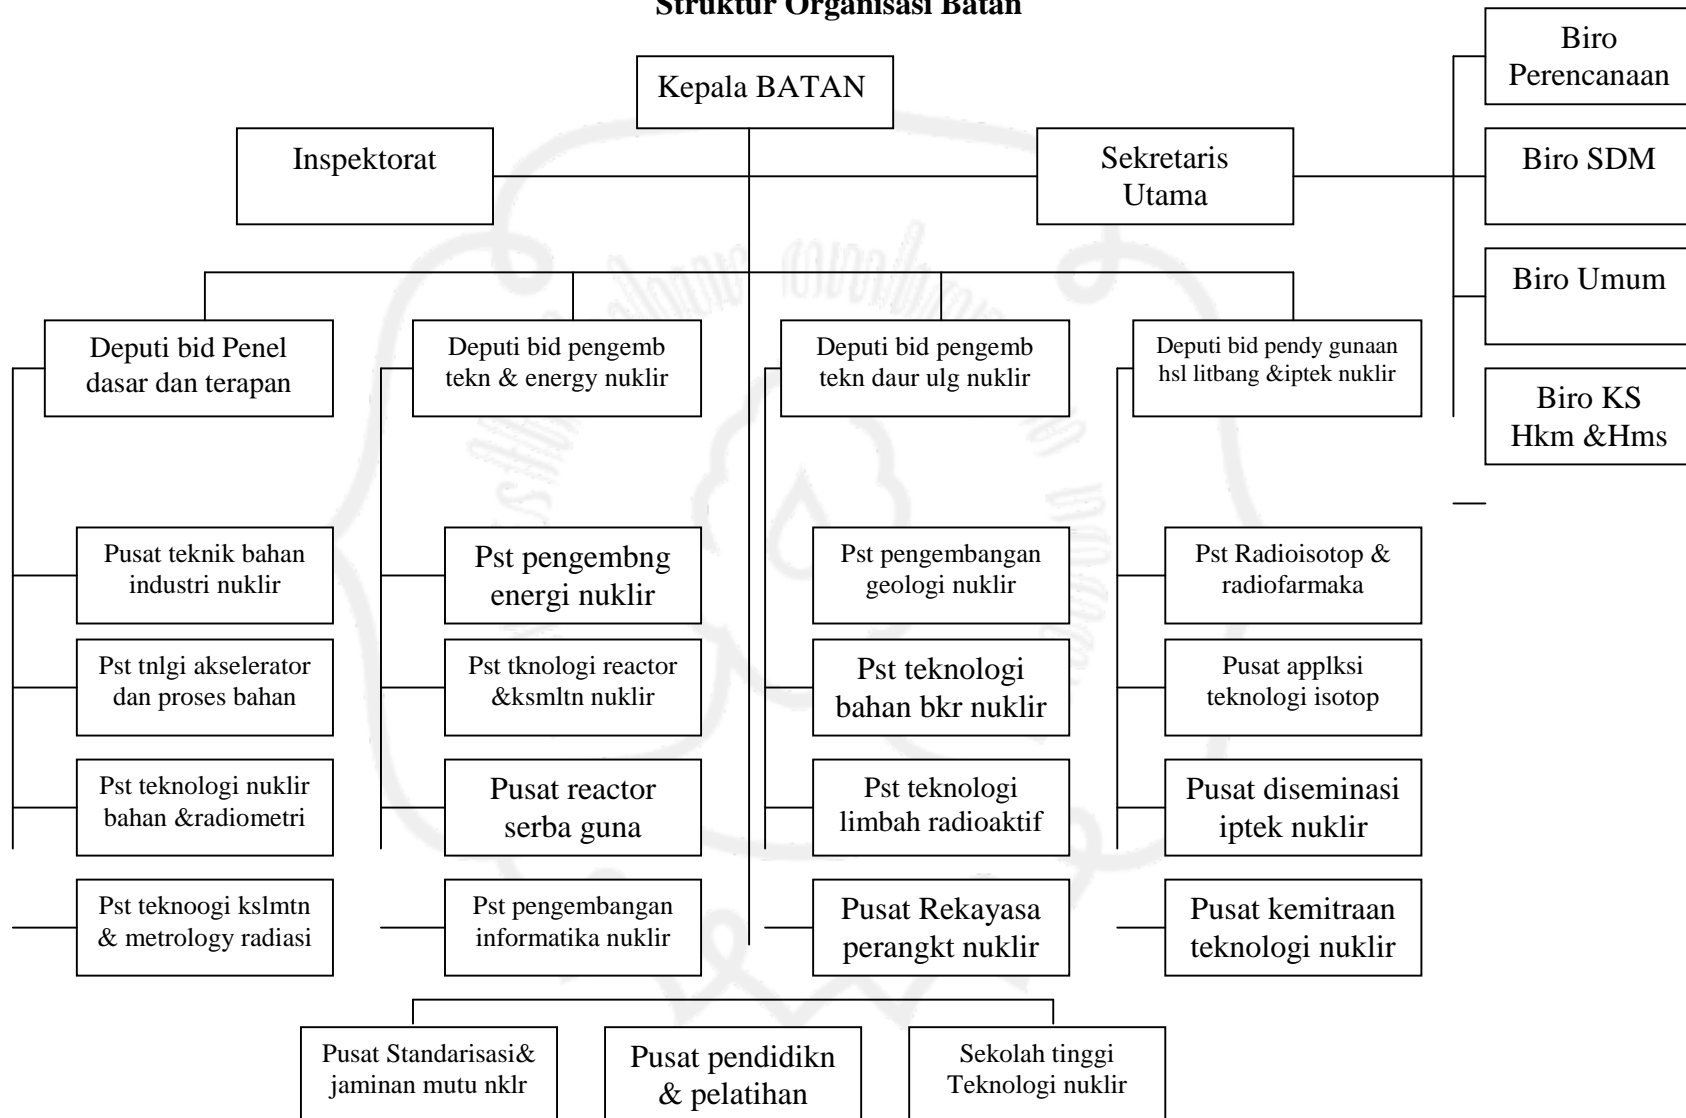 Struktur Organisasi Batan
Kepala BATAN
Inspektorat
Sekretaris
Utama
Biro
Perencanaan
Biro SDM
Biro Umum
Biro KS
Hkm &Hms
Deputi bid Penel
dasar dan terapan
Deputi bid pengemb
tekn & energy nuklir
Deputi bid pengemb
tekn daur ulg nuklir
Deputi bid pendy gunaan
hsl litbang &iptek nuklir
Pusat teknik bahan
industri nuklir
Pst pengembng
energi nuklir
Pst pengembangan
geologi nuklir
Pst Radioisotop &
radiofarmaka
Pst tnlgi akselerator
dan proses bahan
Pst tknologi reactor
&ksmltn nuklir
Pst teknologi
bahan bkr nuklir
Pusat applksi
teknologi isotop
Pst teknologi nuklir
bahan &radiometri
Pusat reactor
serba guna
Pst teknologi
limbah radioaktif
Pusat diseminasi
iptek nuklir
Pst teknoogi kslmtn
& metrology radiasi
Pst pengembangan
informatika nuklir
Pusat Rekayasa
perangkt nuklir
Pusat kemitraan
teknologi nuklir
Pusat Standarisasi&
jaminan mutu nklr
Pusat pendidikn
& pelatihan
Sekolah tinggi
Teknologi nuklir